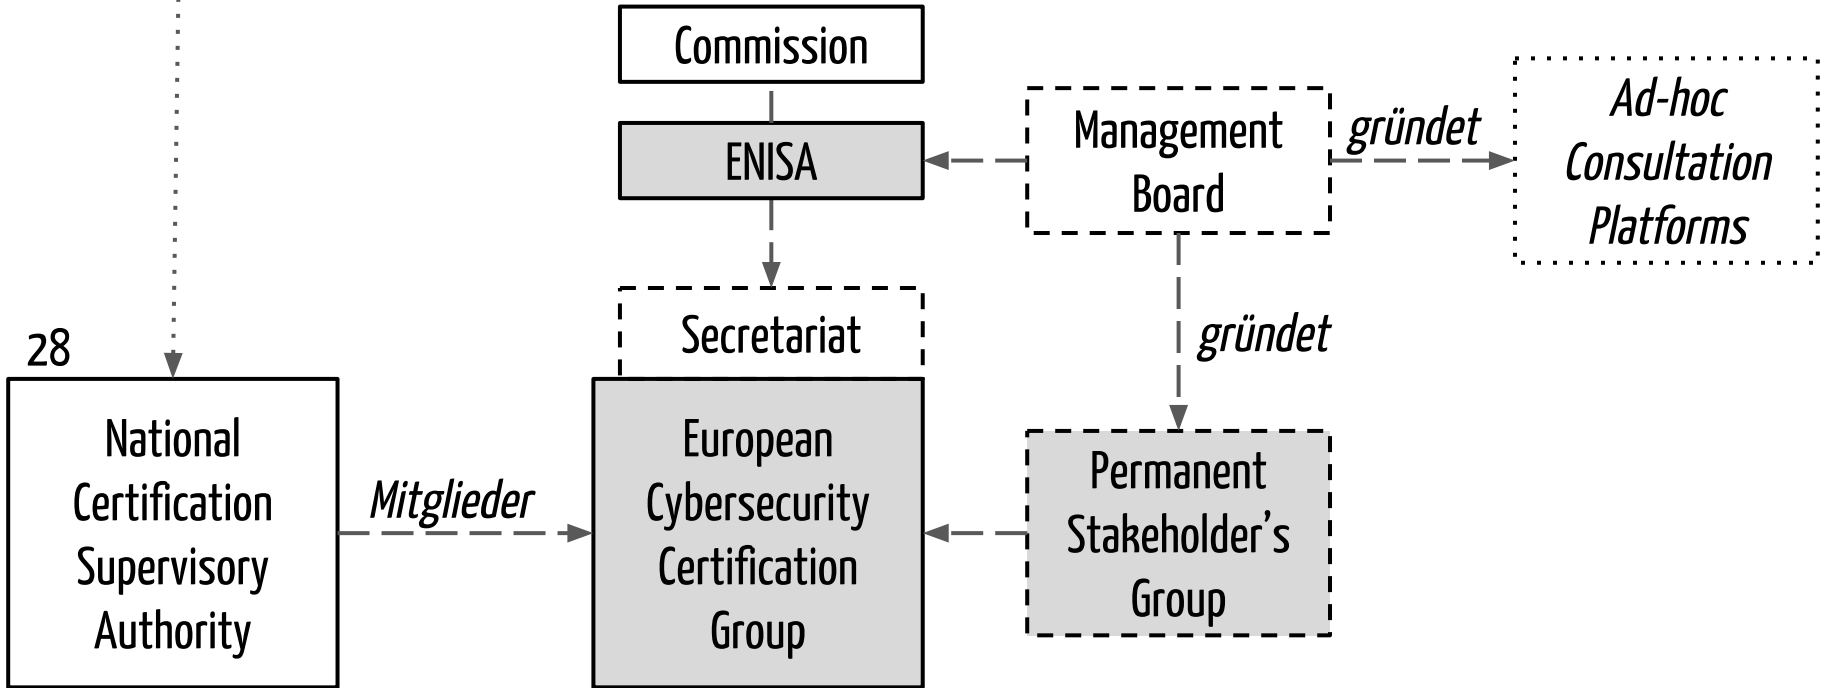 Commission
ENISA
Management
Board
gründet
Ad-hoc
Consultation
Platforms
Secretariat
gründet
28
National
Certification
Supervisory
Authority
Mitglieder
European
Cybersecurity
Certification
Group
Permanent
Stakeholder’s
Group